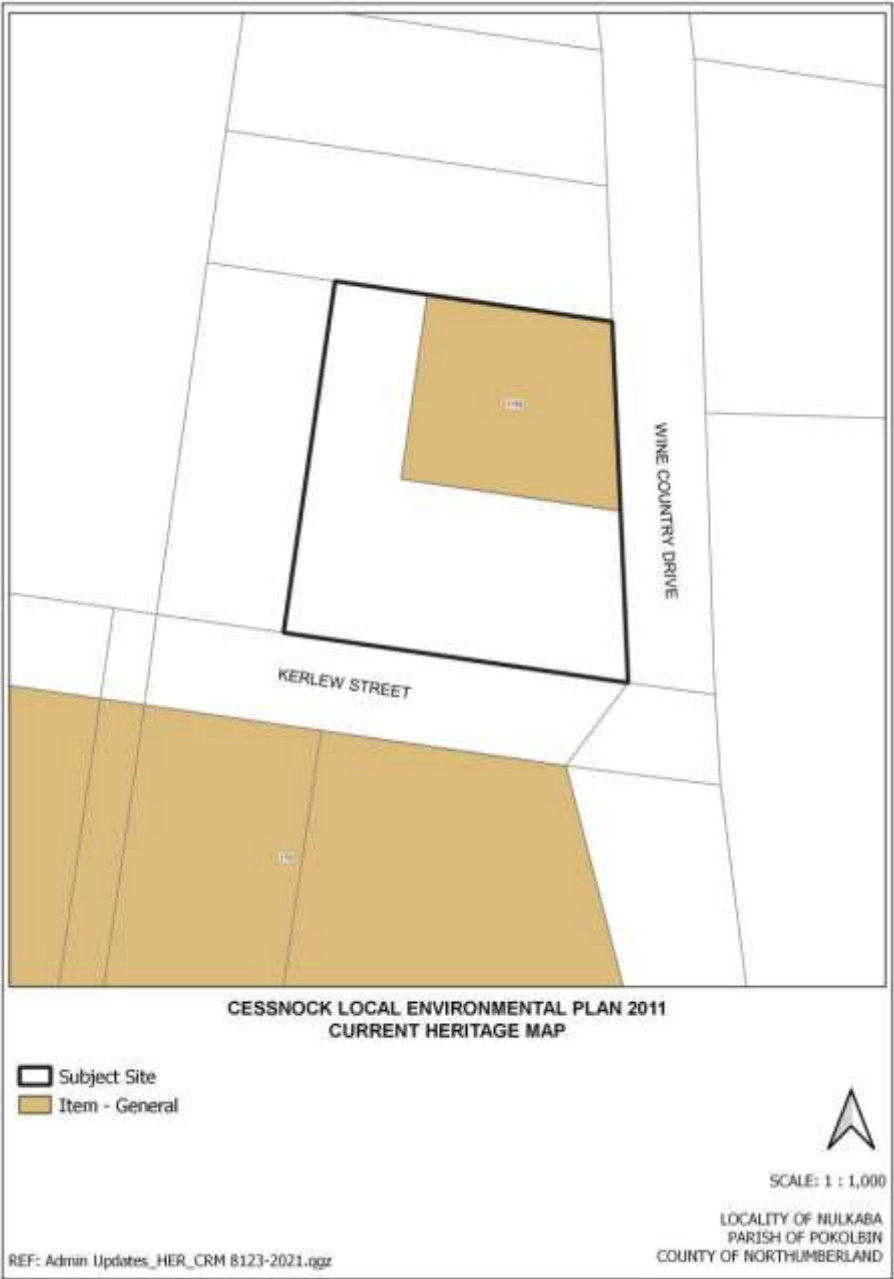 WINE COUNTRY DRIVE
KERLEW STREET
CESSNOCK LOCAL ENVIRONMENTAL PLAN 2011
CURRENT HERITAGE MAP
Subject Site
Item - General
SCALE: 1 : 1,000
LOCALITY OF NULKABA
PARISH OF POKOLBIN
COUNTY OF NORTHUMBERLAND
REF: Admin Updates_HER_CRM 8123-2021.qgz